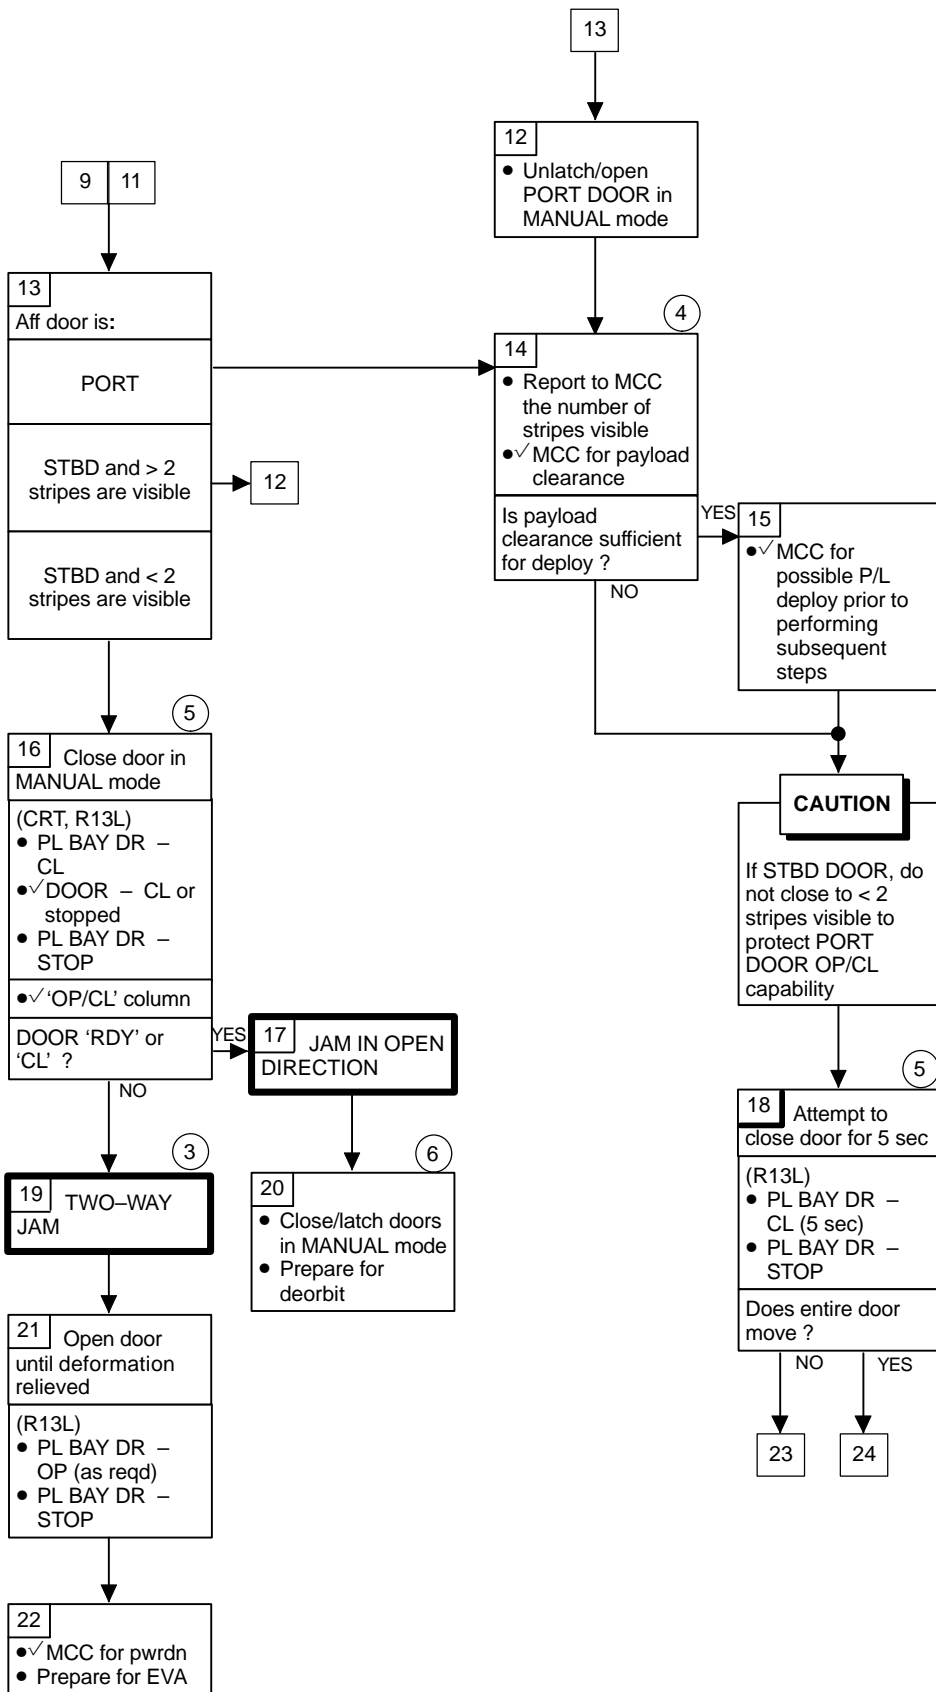 13
12
● Unlatch/open
PORT DOOR in
MANUAL mode
9 11
13
Aff door is:
PORT
STBD and > 2
stripes are visible
12
STBD and < 2
stripes are visible
4
14
● Report to MCC
the number of
stripes visible
●√ MCC for payload
clearance
Is payload
clearance sufficient
for deploy ?
YES
NO
15
●√ MCC for
possible P/L
deploy prior to
performing
subsequent
steps
5
16 Close door in
MANUAL mode
(CRT, R13L)
● PL BAY DR –
CL
●√ DOOR – CL or
stopped
● PL BAY DR –
STOP
●√ ‘OP/CL’ column
DOOR ‘RDY’ or
‘CL’ ?
YES
NO
17 JAM IN OPEN
DIRECTION
6
20
● Close/latch doors
in MANUAL mode
● Prepare for
deorbit
CAUTION
If STBD DOOR, do
not close to < 2
stripes visible to
protect PORT
DOOR OP/CL
capability
5
18 Attempt to
close door for 5 sec
(R13L)
● PL BAY DR –
CL (5 sec)
● PL BAY DR –
STOP
Does entire door
move ?
NO YES
23 24
3
19 TWO–WAY
JAM
21 Open door
until deformation
relieved
(R13L)
● PL BAY DR –
OP (as reqd)
● PL BAY DR –
STOP
22
●√ MCC for pwrdn
● Prepare for EVA